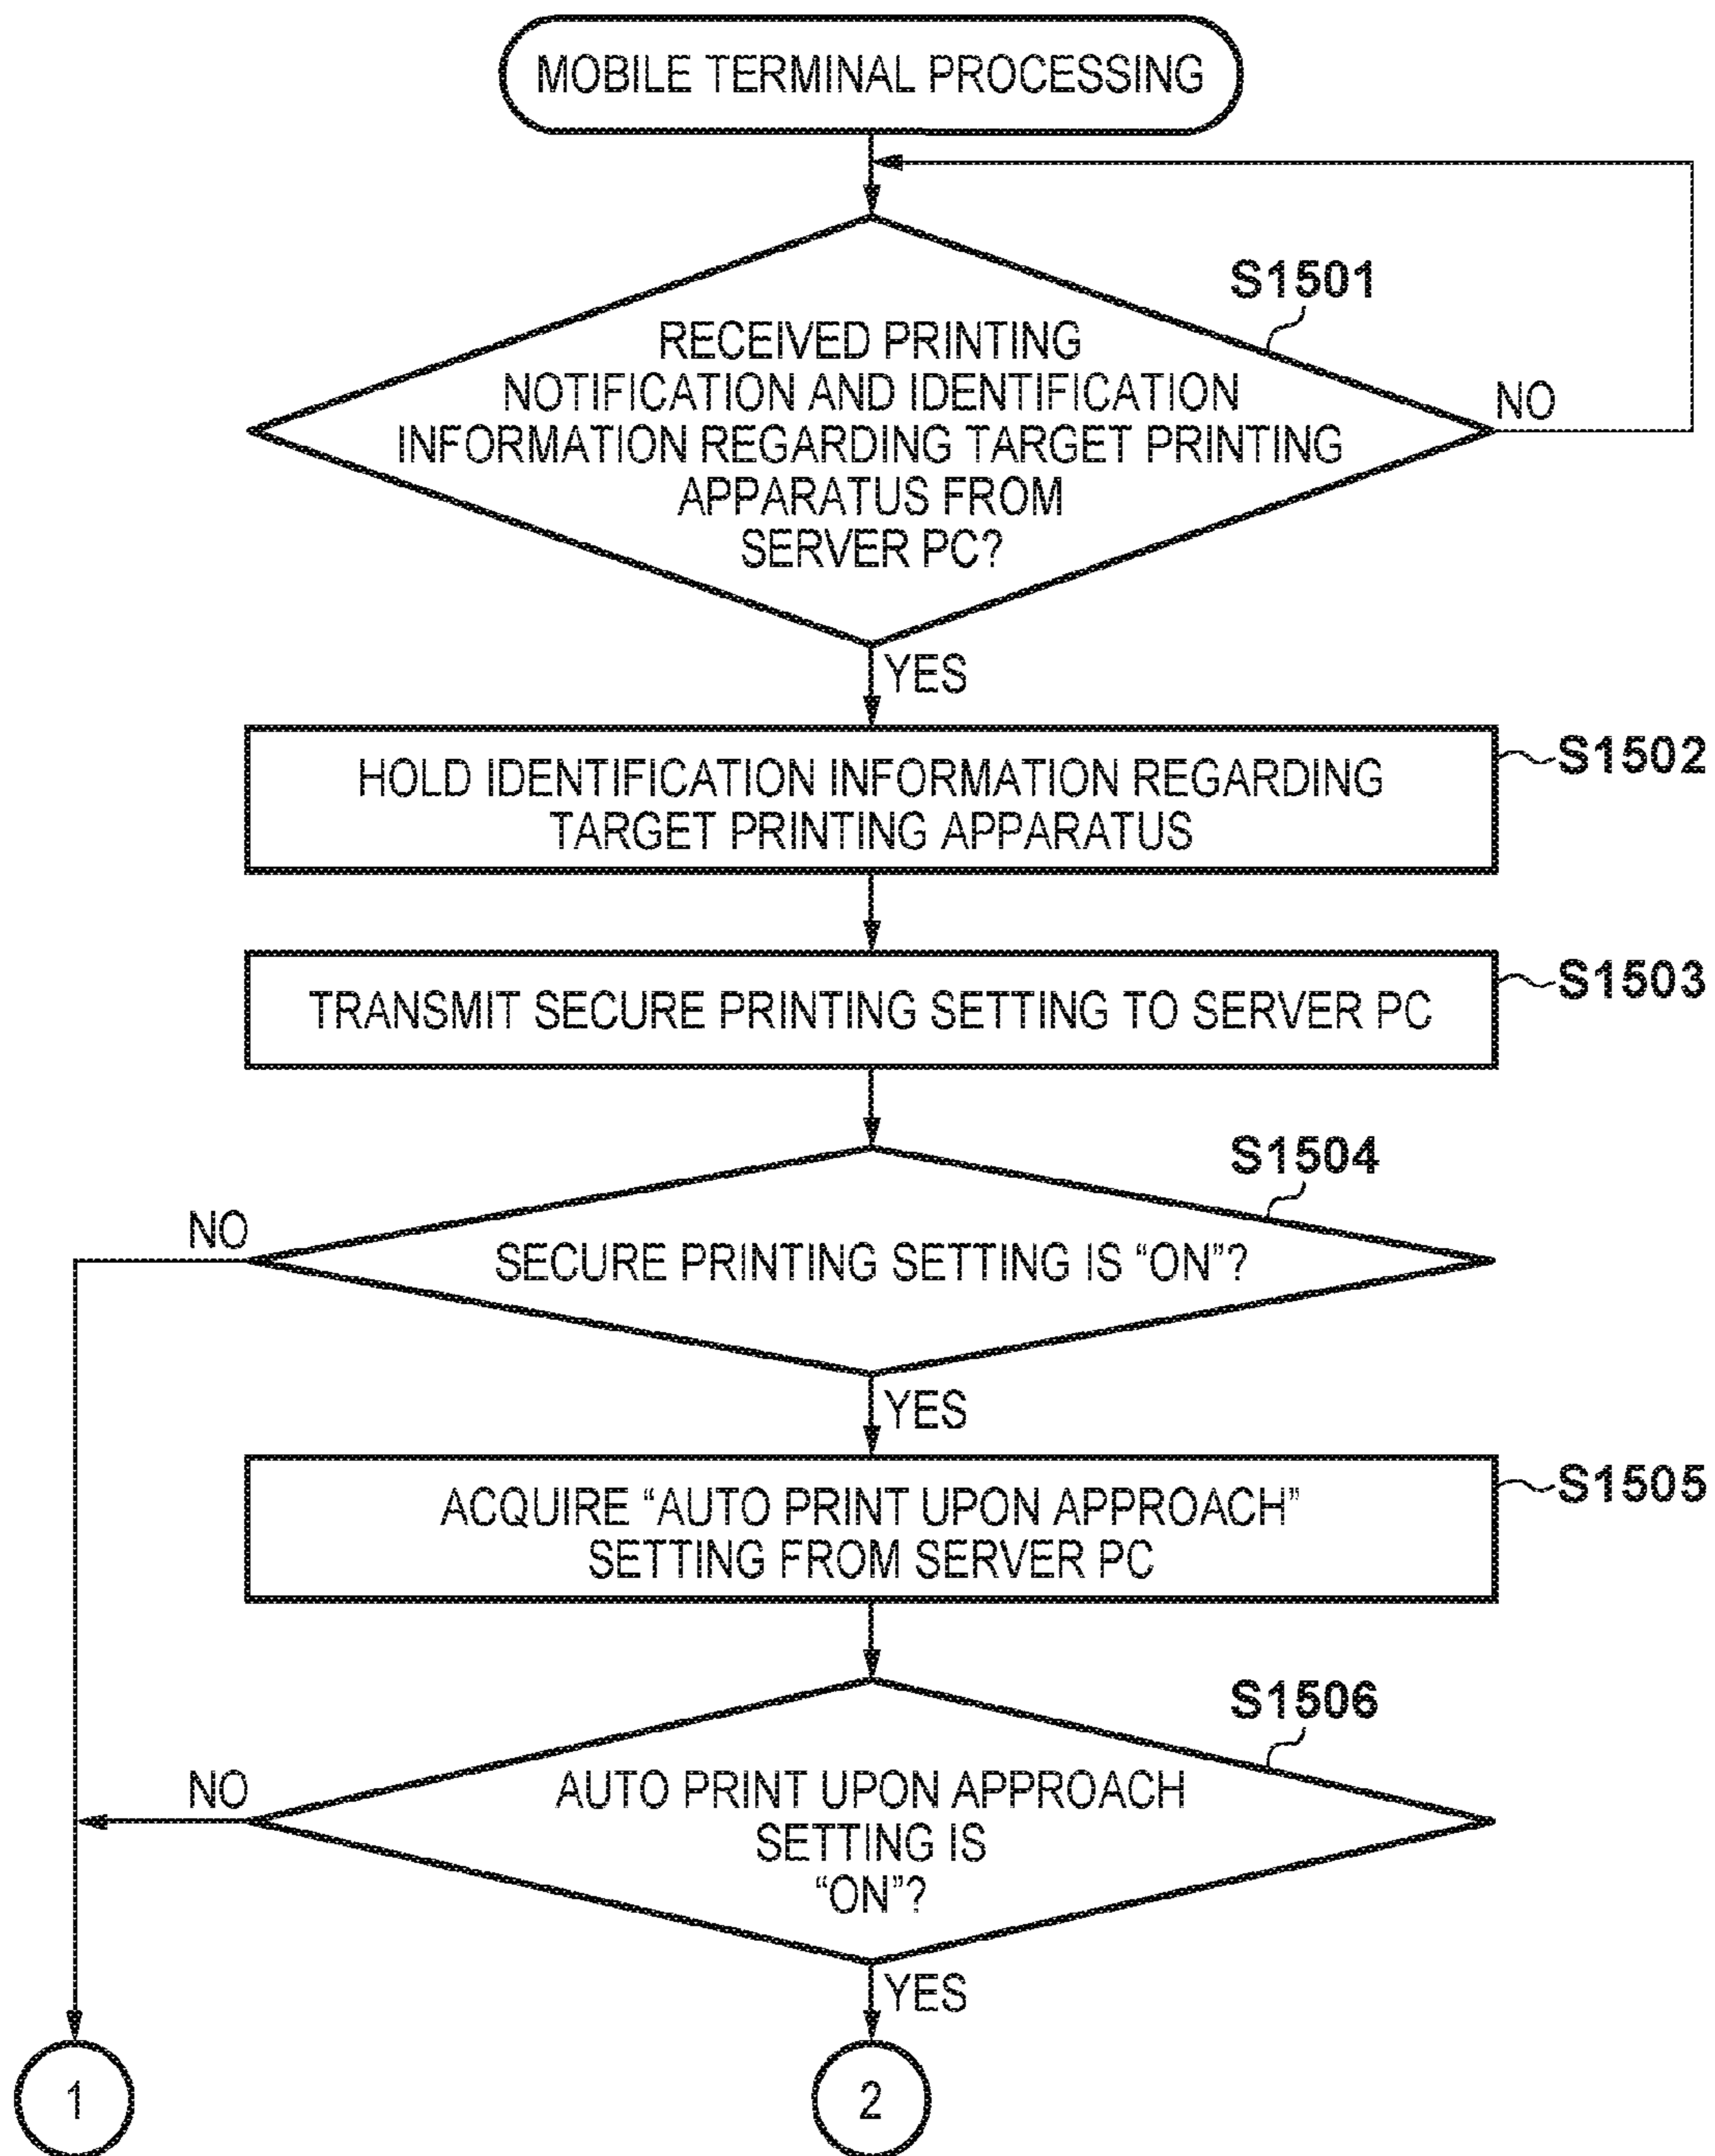 MOBILE TERMINAL PROCESSING
S1501
RECEIVED PRINTING
NOTIFICATION AND IDENTIFICATION
INFORMATION REGARDING TARGET PRINTING
APPARATUS FROM
SERVER PC?
NO
YES
HOLD IDENTIFICATION INFORMATION REGARDING
TARGET PRINTING APPARATUS
S1502
TRANSMIT SECURE PRINTING SETTING TO SERVER PC
S1503
S1504
NO
SECURE PRINTING SETTING IS “ON”?
YES
ACQUIRE “AUTO PRINT UPON APPROACH”
SETTING FROM SERVER PC
S1505
S1506
NO
AUTO PRINT UPON APPROACH
SETTING IS
“ON”?
YES
1
2